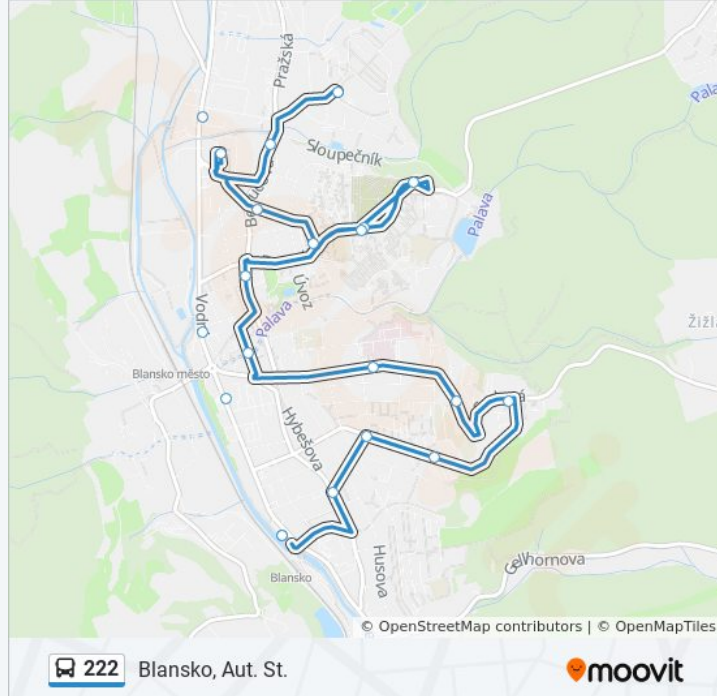 Pražská
Sloupečník
Pala
Palava
Úvoz
Palava
Vodní
Žižl
Blansko město
Hybešova
Husova
Gellhornova
Blansko
© OpenStreetMap contributors | © OpenMapTiles
222 Blansko, Aut. St.
moovit